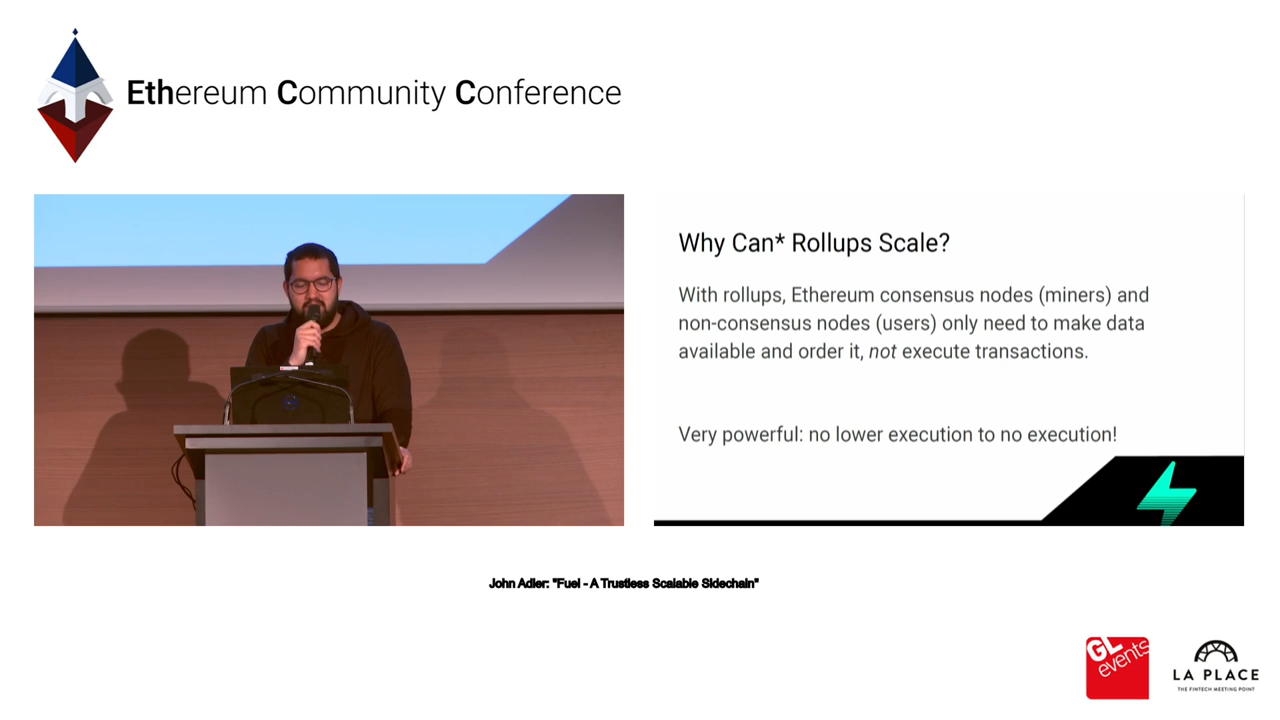 Ethereum Community Conference
Why Can* Rollups Scale?
With rollups, Ethereum consensus nodes (miners) and
non-consensus nodes (users) only need to make data
available and order it, not execute transactions.
Very powerful: no lower execution to no execution!
John Adler: "Fuel - A Trustless Scalable Sidechain"
GL
events
LA PLACE
THE FINTECH MEETING POINT